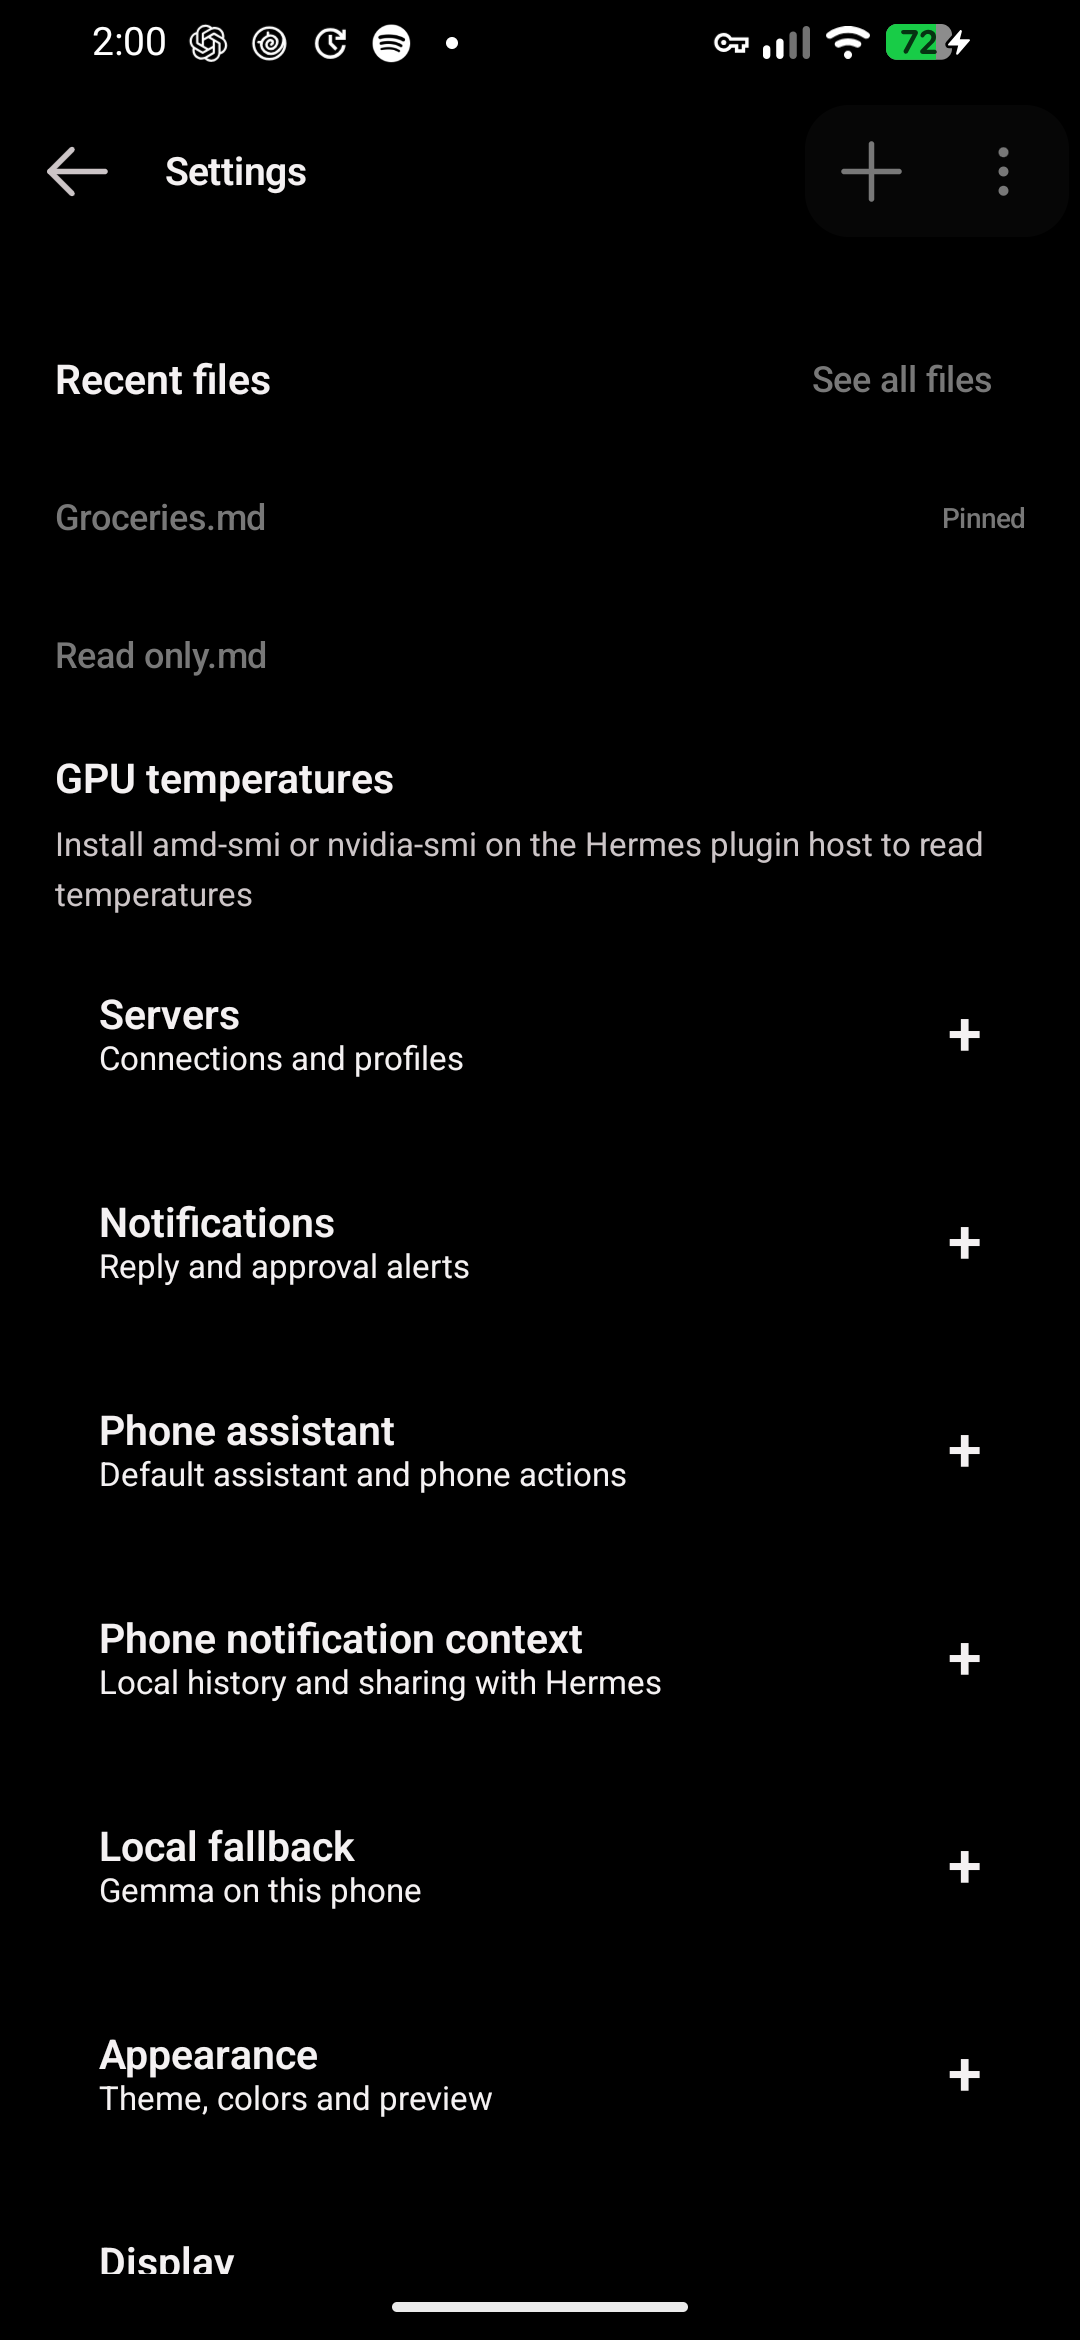 2:00
72
Settings
Recent files
See all files
Groceries.md
Pinned
Read only.md
GPU temperatures
Install amd-smi or nvidia-smi on the Hermes plugin host to read
temperatures
Servers
Connections and profiles
Notifications
Reply and approval alerts
Phone assistant
Default assistant and phone actions
Phone notification context
Local history and sharing with Hermes
Local fallback
Gemma on this phone
Appearance
Theme, colors and preview
Display